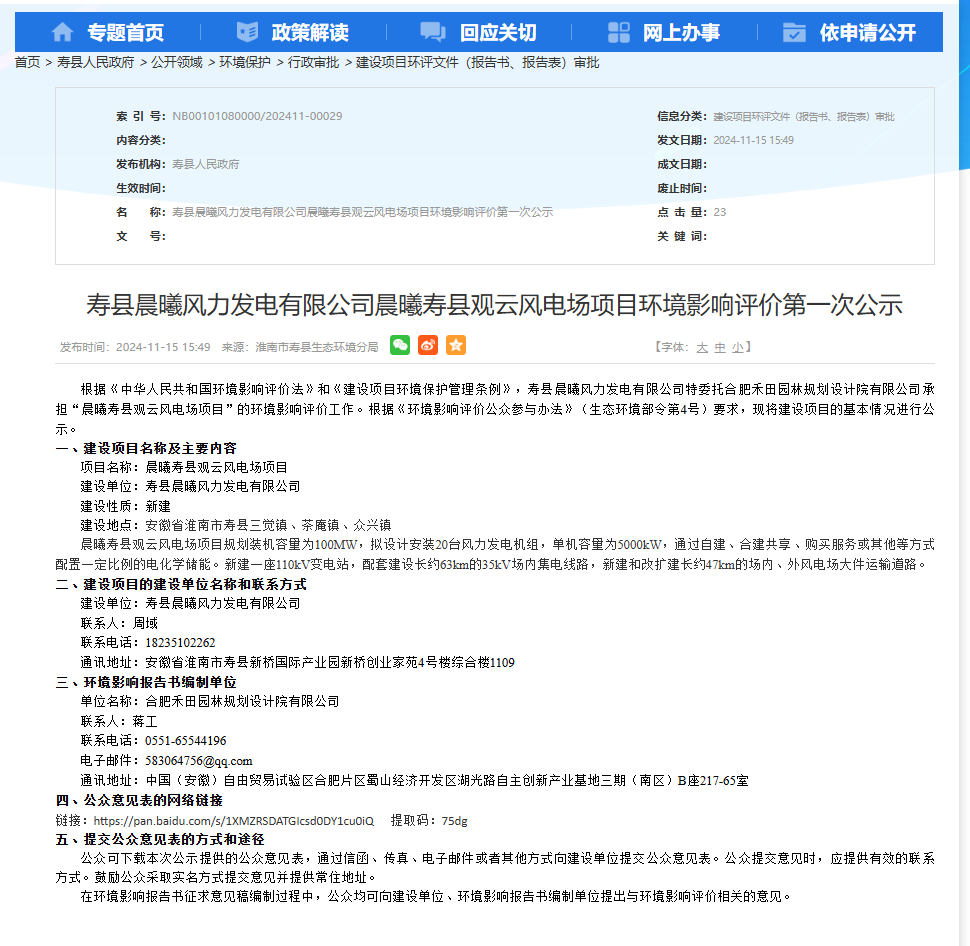 专题首页 政策解读 回应关切 网上办事 依申请公开
首页 > 寿县人民政府 > 公开领域 > 环境保护 > 行政审批 > 建设项目环评文件（报告书、报告表）审批
索 引 号： NB00101080000/202411-00029 信息分类： 建设项目环评文件（报告书、报告表）审批
内容分类： 发文日期： 2024-11-15 15:49
发布机构： 寿县人民政府 成文日期：
生效时间： 废止时间：
名 称： 寿县晨曦风力发电有限公司晨曦寿县观云风电场项目环境影响评价第一次公示 点 击 量： 23
文 号： 关 键 词：
寿县晨曦风力发电有限公司晨曦寿县观云风电场项目环境影响评价第一次公示
发布时间：2024-11-15 15:49 来源：淮南市寿县生态环境分局 【字体： 大 中 小】
根据《中华人民共和国环境影响评价法》和《建设项目环境保护管理条例》，寿县晨曦风力发电有限公司特委托合肥禾田园林规划设计院有限公司承
担“晨曦寿县观云风电场项目”的环境影响评价工作。根据《环境影响评价公众参与办法》（生态环境部令第4号）要求，现将建设项目的基本情况进行公
示。
一、建设项目名称及主要内容
项目名称：晨曦寿县观云风电场项目
建设单位：寿县晨曦风力发电有限公司
建设性质：新建
建设地点：安徽省淮南市寿县三觉镇、茶庵镇、众兴镇
晨曦寿县观云风电场项目规划装机容量为100MW，拟设计安装20台风力发电机组，单机容量为5000kW，通过自建、合建共享、购买服务或其他等方式
配置一定比例的电化学储能。新建一座110kV变电站，配套建设长约63km的35kV场内集电线路，新建和改扩建长约47km的场内、外风电场大件运输道路。
二、建设项目的建设单位名称和联系方式
建设单位：寿县晨曦风力发电有限公司
联系人：周域
联系电话：18235102262
通讯地址：安徽省淮南市寿县新桥国际产业园新桥创业家苑4号楼综合楼1109
三、环境影响报告书编制单位
单位名称：合肥禾田园林规划设计院有限公司
联系人：蒋工
联系电话：0551-65544196
电子邮件：583064756@qq.com
通讯地址：中国（安徽）自由贸易试验区合肥片区蜀山经济开发区湖光路自主创新产业基地三期（南区）B座217-65室
四、公众意见表的网络链接
链接：https://pan.baidu.com/s/1XMZRSDATGIcsd0DY1cu0iQ 提取码：75dg
五、提交公众意见表的方式和途径
公众可下载本次公示提供的公众意见表，通过信函、传真、电子邮件或者其他方式向建设单位提交公众意见表。公众提交意见时，应提供有效的联系
方式。鼓励公众采取实名方式提交意见并提供常住地址。
在环境影响报告书征求意见稿编制过程中，公众均可向建设单位、环境影响报告书编制单位提出与环境影响评价相关的意见。